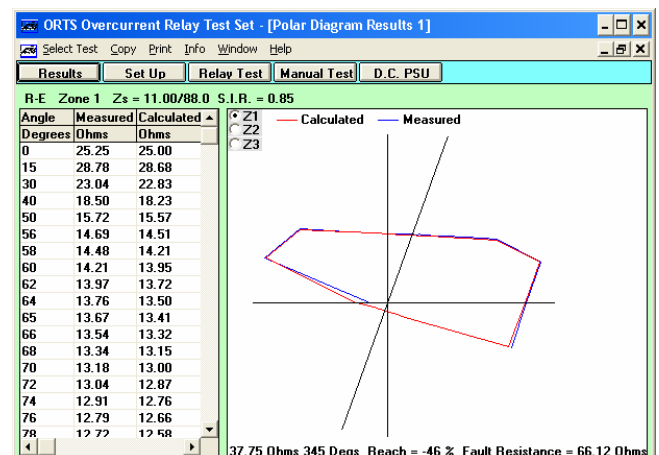 ORTS Overcurrent Relay Test Set - [Polar Diagram Results 1]
Select Test Copy Print Info Window Help
Results Set Up Relay Test Manual Test D.C. PSU
R-E Zone 1 Zs = 11.00/88.0 S.I.R. = 0.85
Angle Measured Calculated
Degrees Ohms Ohms
0 25.25 25.00
15 28.78 28.68
30 23.04 22.83
40 18.50 18.23
50 15.72 15.57
56 14.69 14.51
58 14.48 14.21
60 14.21 13.95
62 13.97 13.72
64 13.76 13.50
65 13.67 13.41
66 13.54 13.32
68 13.34 13.15
70 13.18 13.00
72 13.04 12.87
74 12.91 12.76
76 12.79 12.66
78 12.72 12.58
Z1
Z2
Z3
Calculated Measured
37.75 Ohms 345 Degs Reach = -46 % Fault Resistance = 66.12 Ohms